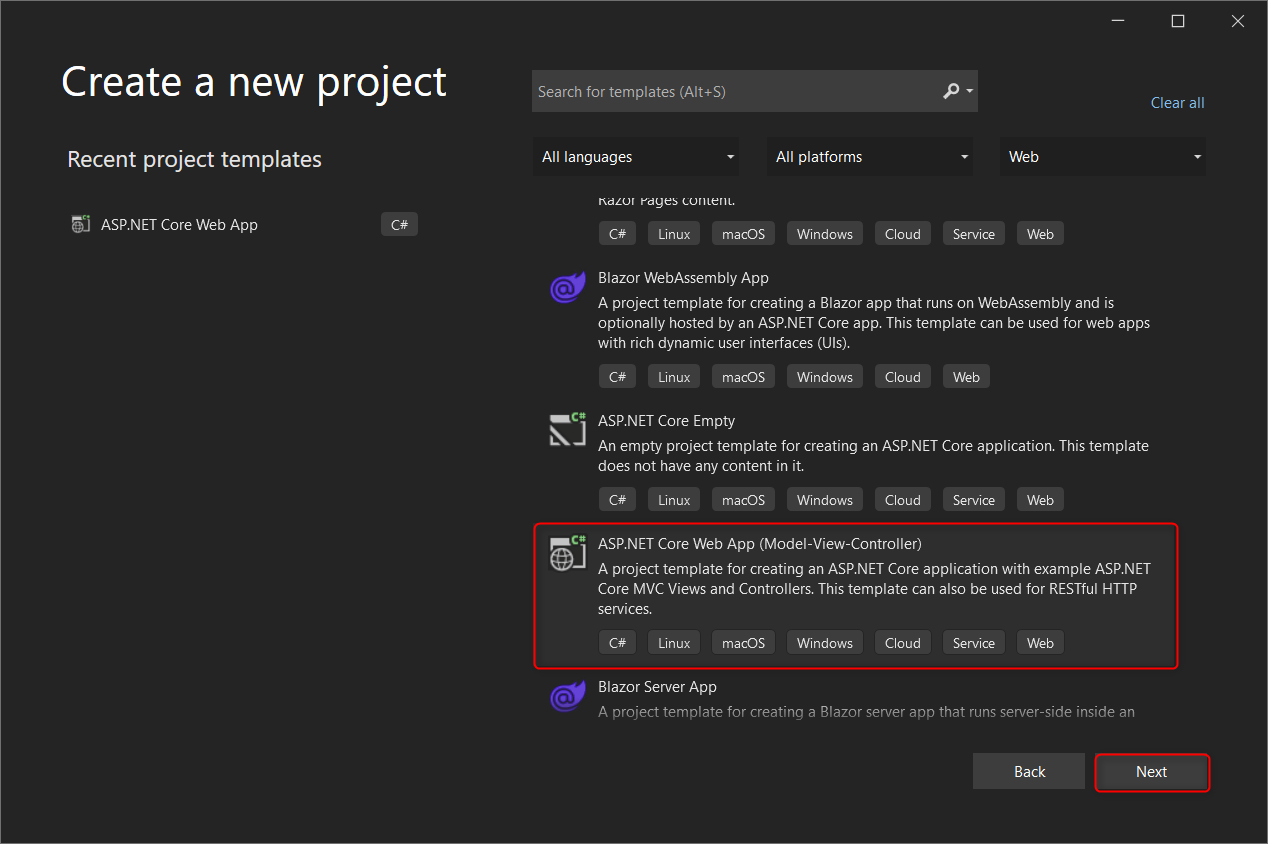 Create a new project
Search for templates (Alt+S)
Clear all
Recent project templates
All languages
All platforms
Web
ASP.NET Core Web App
C#
Razor Pages content.
C# Linux macOS Windows Cloud Service Web
Blazor WebAssembly App
A project template for creating a Blazor app that runs on WebAssembly and is
optionally hosted by an ASP.NET Core app. This template can be used for web apps
with rich dynamic user interfaces (UIs).
C# Linux macOS Windows Cloud Web
C#
ASP.NET Core Empty
An empty project template for creating an ASP.NET Core application. This template
does not have any content in it.
C# Linux macOS Windows Cloud Service Web
C#
ASP.NET Core Web App (Model-View-Controller)
A project template for creating an ASP.NET Core application with example ASP.NET
Core MVC Views and Controllers. This template can also be used for RESTful HTTP
services.
C# Linux macOS Windows Cloud Service Web
Blazor Server App
A project template for creating a Blazor server app that runs server-side inside an
Back
Next